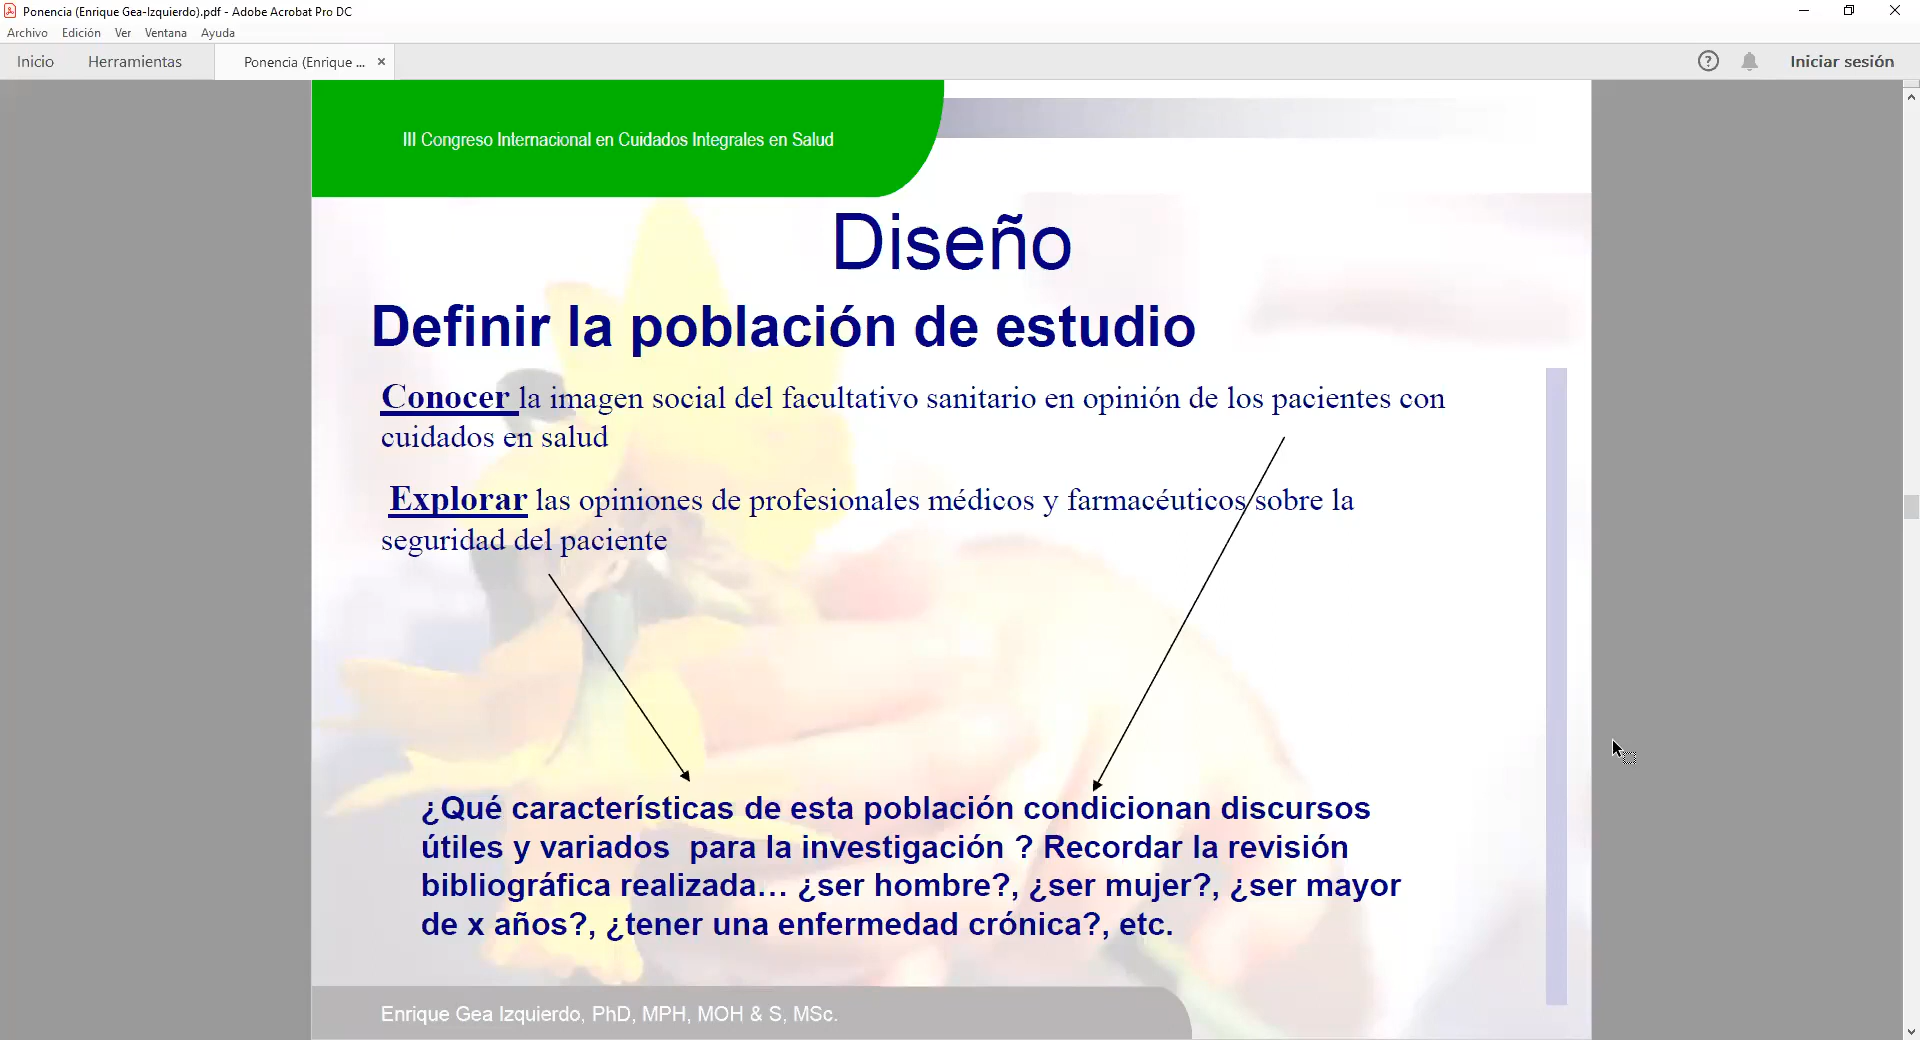 Ponencia (Enrique Gea-Izquierdo).pdf - Adobe Acrobat Pro DC
Archivo Edición Ver Ventana Ayuda
Inicio Herramientas Ponencia (Enrique ... × Iniciar sesión
III Congreso Internacional en Cuidados Integrales en Salud
Diseño
Definir la población de estudio
Conocer la imagen social del facultativo sanitario en opinión de los pacientes con
cuidados en salud
Explorar las opiniones de profesionales médicos y farmacéuticos sobre la
seguridad del paciente
¿Qué características de esta población condicionan discursos
útiles y variados para la investigación ? Recordar la revisión
bibliográfica realizada... ¿ser hombre?, ¿ser mujer?, ¿ser mayor
de x años?, ¿tener una enfermedad crónica?, etc.
Enrique Gea Izquierdo, PhD, MPH, MOH & S, MSc.